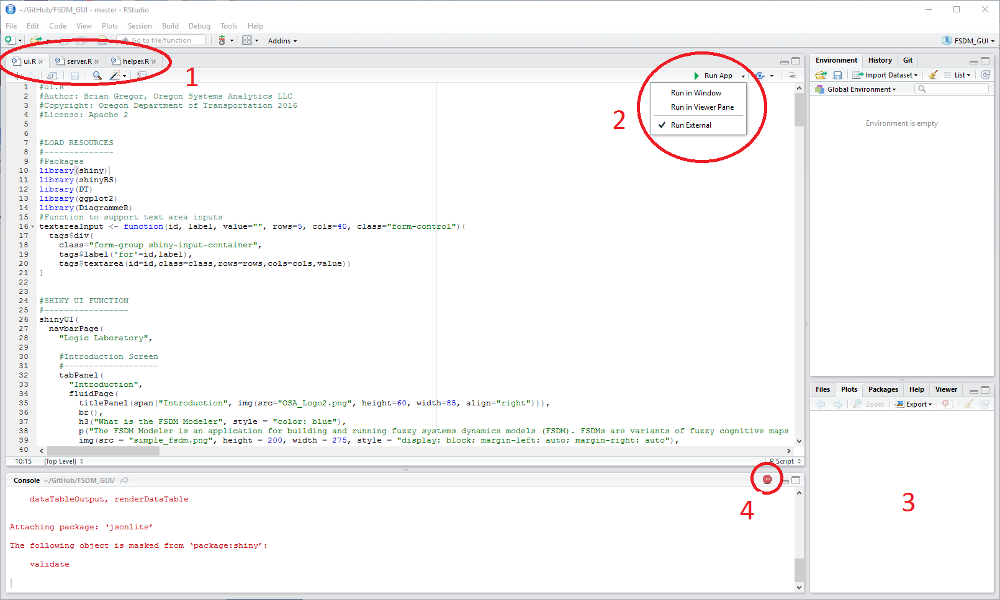 ~/GitHub/FSDM_GUI - master - RStudio
File Edit Code View Plots Session Build Debug Tools Help
Go to file/function
Addins
FSDM_GUI
ui.R
server.R
helper.R
1
Run App
Run in Window
Run in Viewer Pane
Run External
2
1 #ui.R
2 #Author: Brian Gregor, Oregon Systems Analytics LLC
3 #Copyright: Oregon Department of Transportation 2016
4 #License: Apache 2
5
6
7 #LOAD RESOURCES
8 #--------------
9 #Packages
10 library(shiny)
11 library(shinyBS)
12 library(DT)
13 library(ggplot2)
14 library(DiagrammeR)
15 #Function to support text area inputs
16 textareaInput <- function(id, label, value="", rows=5, cols=40, class="form-control"){
17 tags$div(
18 class="form-group shiny-input-container",
19 tags$label('for'=id,label),
20 tags$textarea(id=id,class=class,rows=rows,cols=cols,value))
21 }
22
23
24 #SHINY UI FUNCTION
25 #-----------------
26 shinyUI(
27 navbarPage(
28 "Logic Laboratory",
29
30 #Introduction Screen
31 #-------------------
32 tabPanel(
33 "Introduction",
34 fluidPage(
35 titlePanel(span("Introduction", img(src="OSA_Logo2.png", height=60, width=85, align="right"))),
36 br(),
37 h3("What is the FSDM Modeler", style = "color: blue"),
38 p("The FSDM Modeler is an application for building and running fuzzy systems dynamics models (FSDM). FSDMs are variants of fuzzy cognitive maps
39 img(src = "simple_fsdm.png", height = 200, width = 275, style = "display: block; margin-left: auto; margin-right: auto"),
40
10:15 (Top Level) R Script
Console ~/GitHub/FSDM_GUI/
STOP
4
dataTableOutput, renderDataTable
Attaching package: ‘jsonlite’
The following object is masked from ‘package:shiny’:
validate
Environment History Git
Import Dataset List
Global Environment
Environment is empty
Files Plots Packages Help Viewer
Zoom Export
3